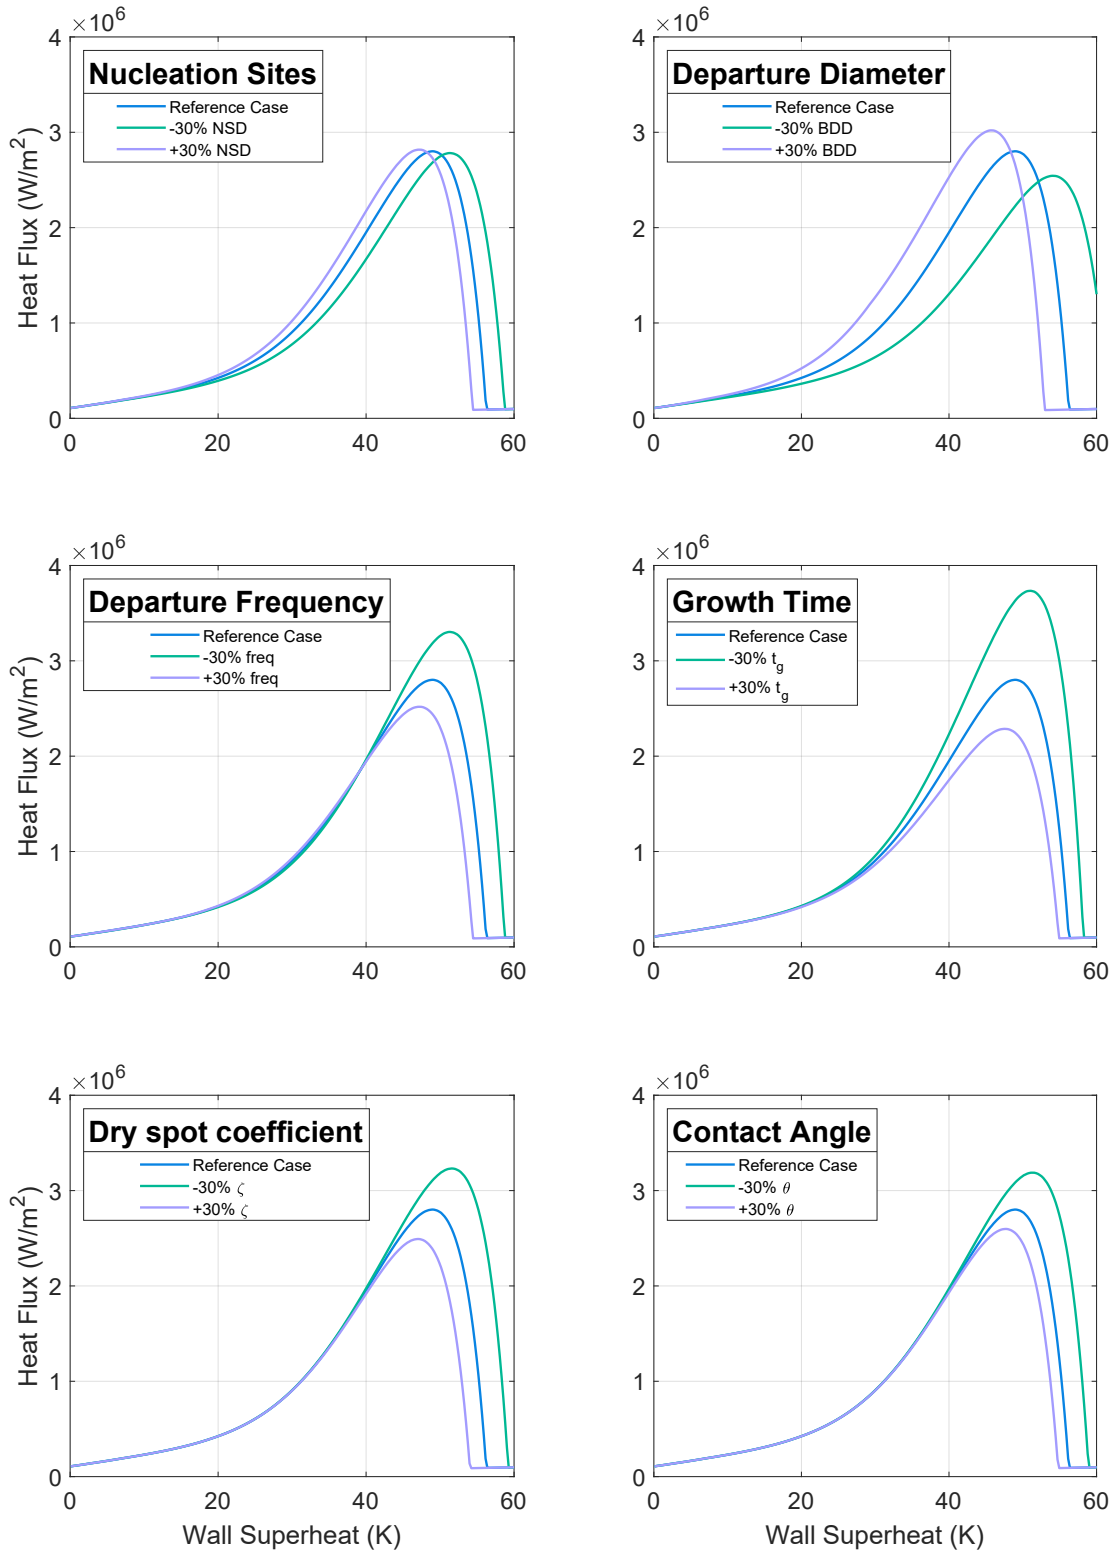 ×10^6
4
3
2
1
0
Heat Flux (W/m^2)
Nucleation Sites
Reference Case
-30% NSD
+30% NSD
0 20 40 60
×10^6
4
3
2
1
0
Departure Diameter
Reference Case
-30% BDD
+30% BDD
0 20 40 60
×10^6
4
3
2
1
0
Heat Flux (W/m^2)
Departure Frequency
Reference Case
-30% freq
+30% freq
0 20 40 60
×10^6
4
3
2
1
0
Growth Time
Reference Case
-30% t_g
+30% t_g
0 20 40 60
×10^6
4
3
2
1
0
Heat Flux (W/m^2)
Dry spot coefficient
Reference Case
-30% ζ
+30% ζ
0 20 40 60
Wall Superheat (K)
×10^6
4
3
2
1
0
Contact Angle
Reference Case
-30% θ
+30% θ
0 20 40 60
Wall Superheat (K)